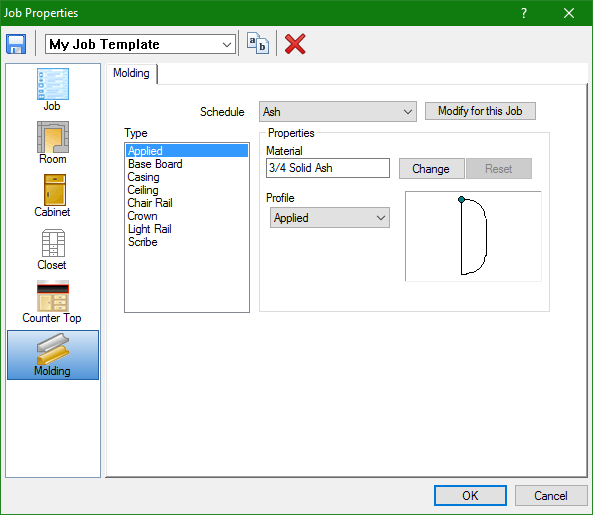 Job Properties
?
My Job Template
a b
Job
Room
Cabinet
Closet
Counter Top
Molding
Molding
Schedule
Ash
Modify for this Job
Type
Applied
Base Board
Casing
Ceiling
Chair Rail
Crown
Light Rail
Scribe
Properties
Material
3/4 Solid Ash
Change
Reset
Profile
Applied
OK
Cancel